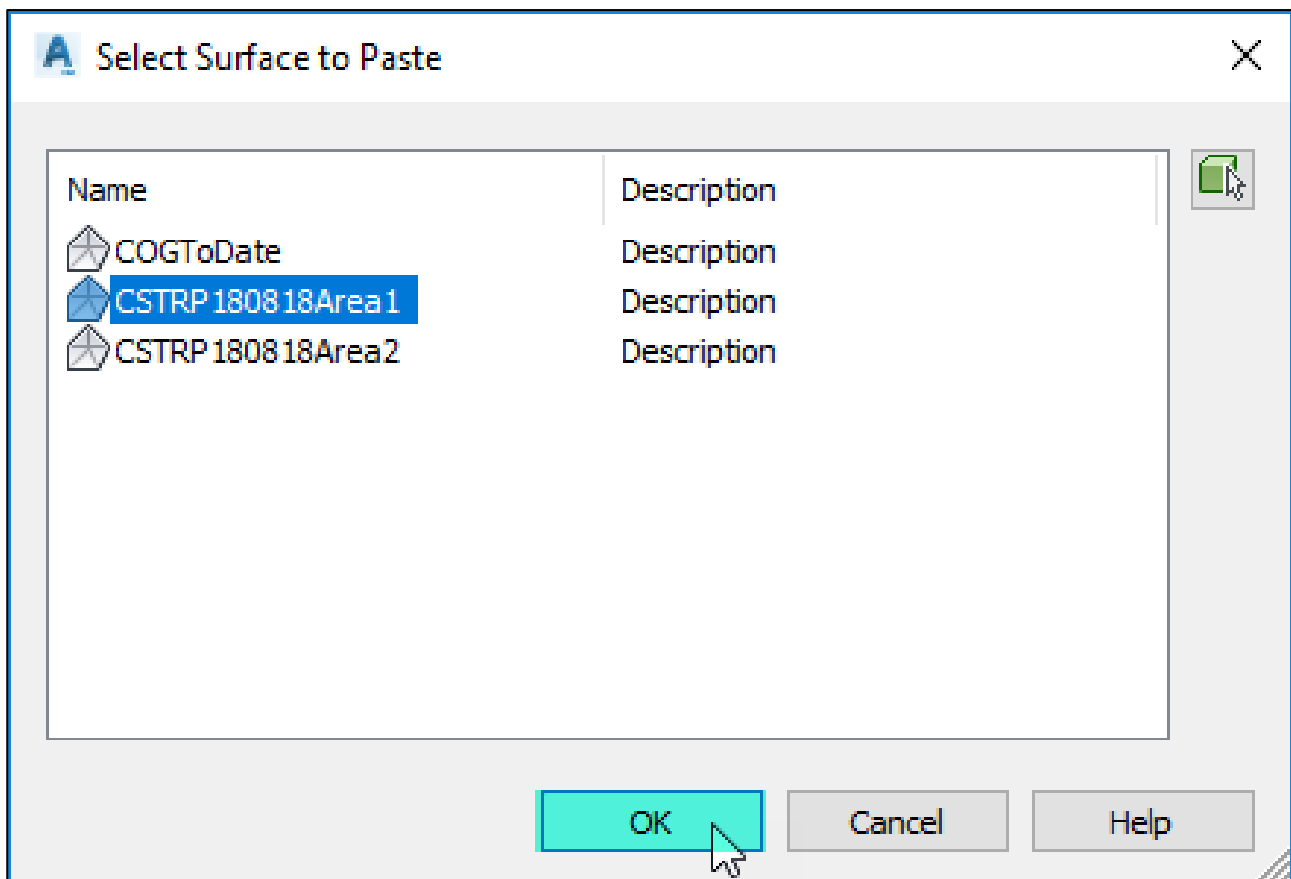 Select Surface to Paste
Name Description
COGToDate Description
CSTRP180818Area1 Description
CSTRP180818Area2 Description
OK Cancel Help